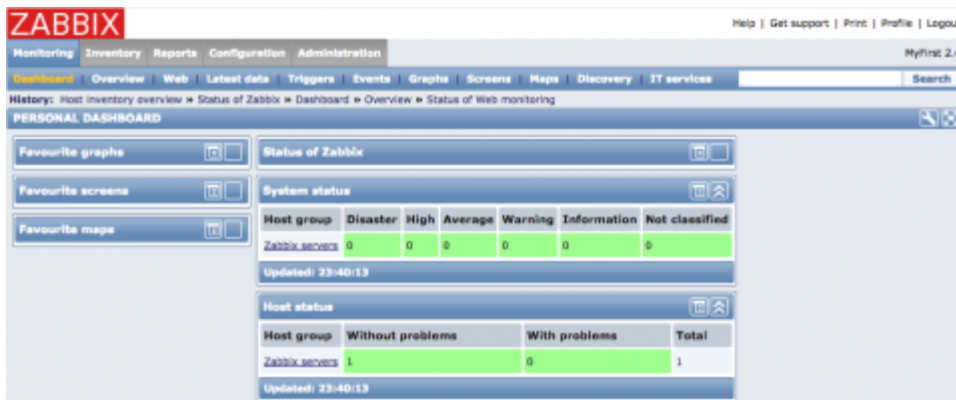 ZABBIX
Help | Get support | Print | Profile | Logou
Monitoring Inventory Reports Configuration Administration
MyFirst 2.
Dashboard | Overview | Web | Latest data | Triggers | Events | Graphs | Screens | Maps | Discovery | IT services
Search
History: Host inventory overview » Status of Zabbix » Dashboard » Overview » Status of Web monitoring
PERSONAL DASHBOARD
Favourite graphs
Favourite screens
Favourite maps
Status of Zabbix
System status
Host group Disaster High Average Warning Information Not classified
Zabbix servers 0 0 0 0 0 0
Updated: 23:40:13
Host status
Host group Without problems With problems Total
Zabbix servers 1 0 1
Updated: 23:40:13